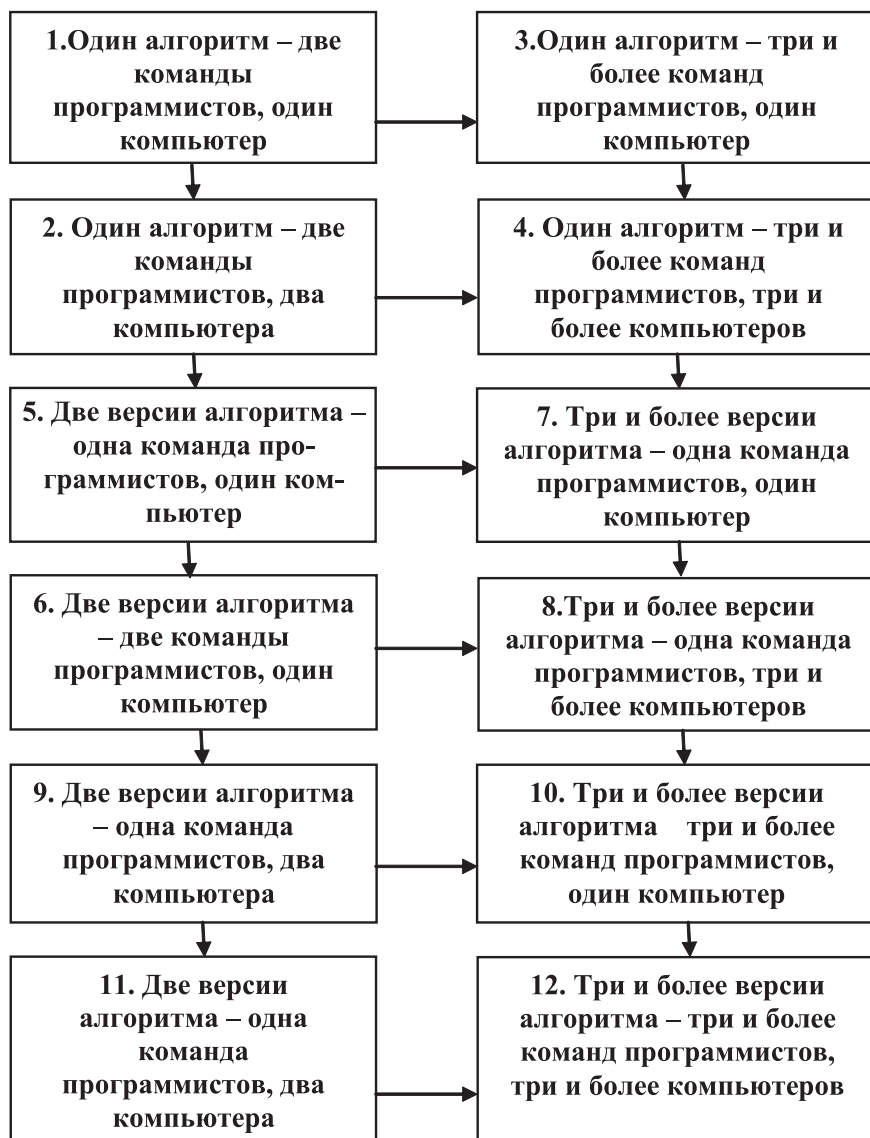 1.Один алгоритм – две
команды
программистов, один
компьютер
3.Один алгоритм – три и
более команд
программистов, один
компьютер
2. Один алгоритм – две
команды
программистов, два
компьютера
4. Один алгоритм – три и
более команд
программистов, три и
более компьютеров
5. Две версии алгоритма –
одна команда про-
граммистов, один ком-
пьютер
7. Три и более версии
алгоритма – одна команда
программистов, один
компьютер
6. Две версии алгоритма
– две команды
программистов, один
компьютер
8.Три и более версии
алгоритма – одна команда
программистов, три и
более компьютеров
9. Две версии алгоритма
– одна команда
программистов, два
компьютера
10. Три и более версии
алгоритма три и более
команд программистов,
один компьютер
11. Две версии
алгоритма – одна
команда
программистов, два
компьютера
12. Три и более версии
алгоритма – три и более
команд программистов,
три и более компьютеров